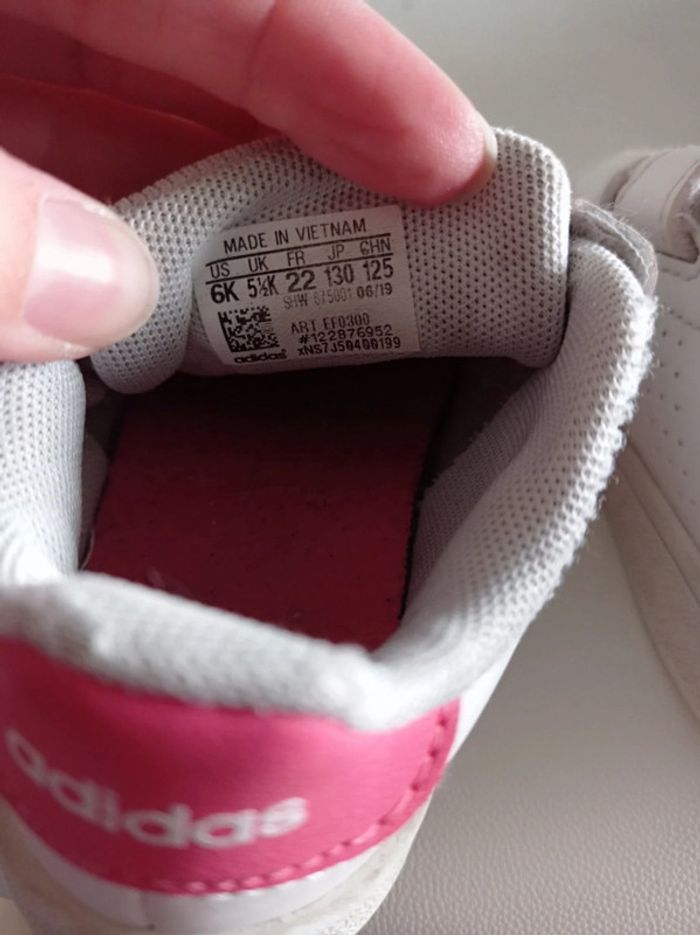 MADE IN VIETNAM
US UK FR JP CHN
6K 5½K 22 130 125
SHW 675001 06/19
ART EF0300
#122876952
adidas xNS7J50400199
adidas